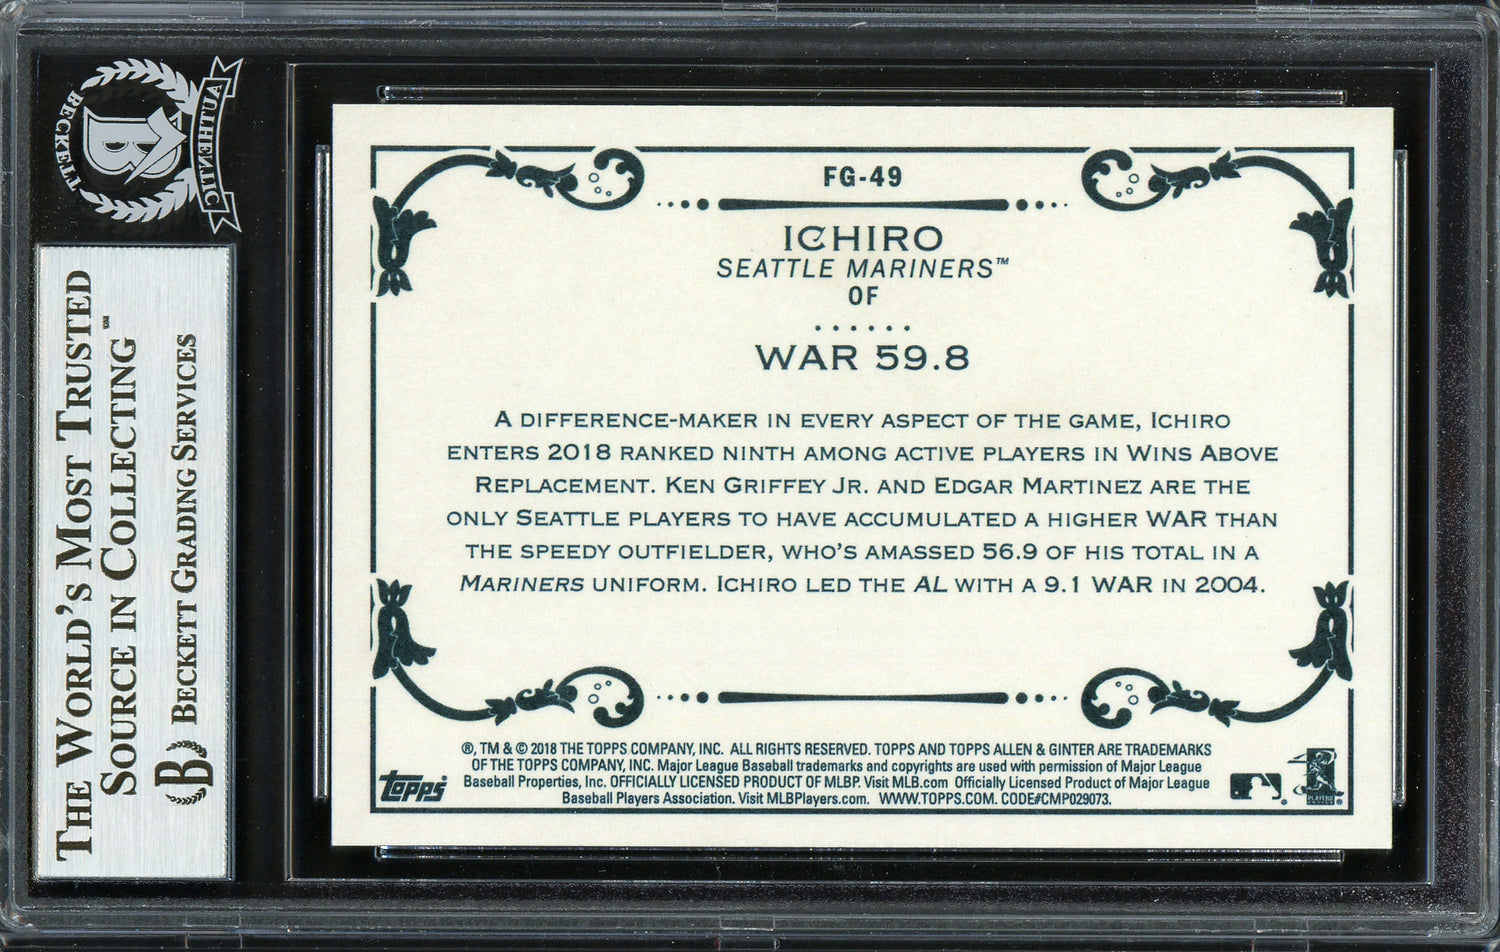 BECKETT
AUTHENTIC
B
THE WORLD'S MOST TRUSTED
SOURCE IN COLLECTING™
B BECKETT GRADING SERVICES
FG-49
ICHIRO
SEATTLE MARINERS™
OF
WAR 59.8
A DIFFERENCE-MAKER IN EVERY ASPECT OF THE GAME, ICHIRO
ENTERS 2018 RANKED NINTH AMONG ACTIVE PLAYERS IN WINS ABOVE
REPLACEMENT. KEN GRIFFEY JR. AND EDGAR MARTINEZ ARE THE
ONLY SEATTLE PLAYERS TO HAVE ACCUMULATED A HIGHER WAR THAN
THE SPEEDY OUTFIELDER, WHO'S AMASSED 56.9 OF HIS TOTAL IN A
MARINERS UNIFORM. ICHIRO LED THE AL WITH A 9.1 WAR IN 2004.
®, TM & © 2018 THE TOPPS COMPANY, INC. ALL RIGHTS RESERVED. TOPPS AND TOPPS ALLEN & GINTER ARE TRADEMARKS
OF THE TOPPS COMPANY, INC. Major League Baseball trademarks and copyrights are used with permission of Major League
Baseball Properties, Inc. OFFICIALLY LICENSED PRODUCT OF MLBP. Visit MLB.com Officially Licensed Product of Major League
Baseball Players Association. Visit MLBPlayers.com. WWW.TOPPS.COM. CODE#CMP029073.
topps